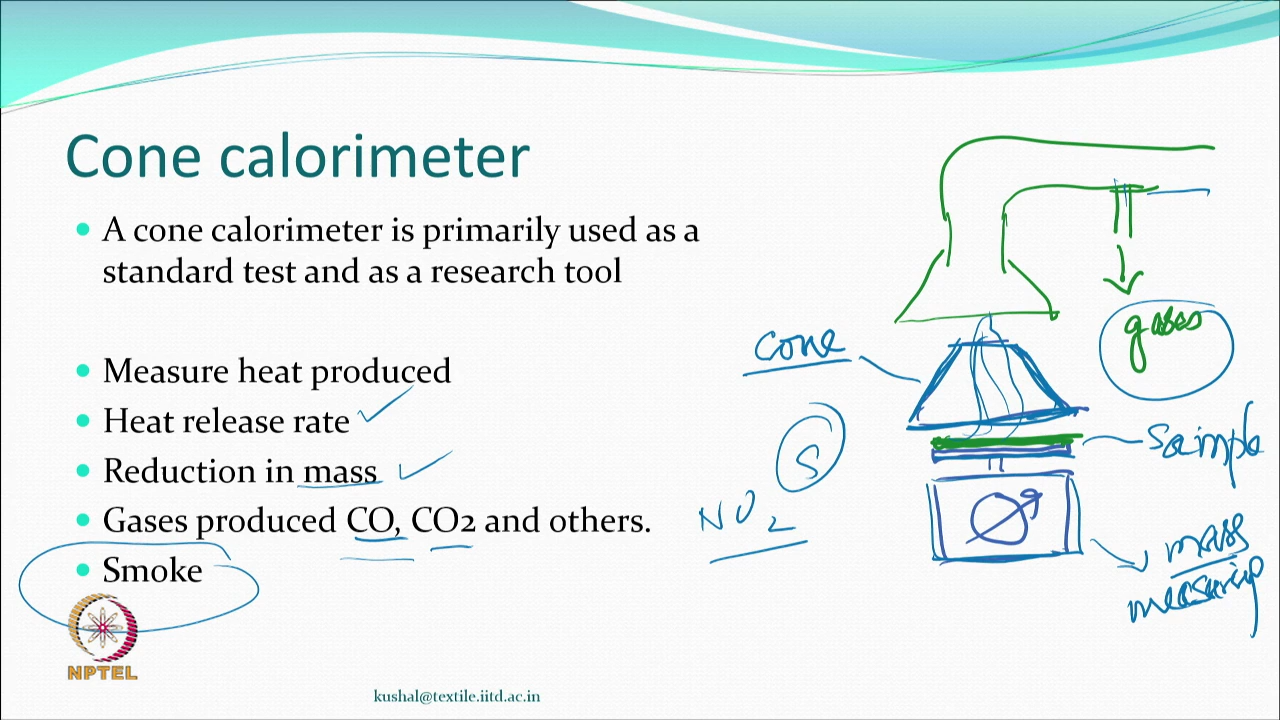 Cone calorimeter
A cone calorimeter is primarily used as a
standard test and as a research tool
Measure heat produced
Heat release rate
Reduction in mass
Gases produced CO, CO2 and others.
Smoke
gases
Cone
Sample
S
NO2
mass
measuring
NPTEL
kushal@textile.iitd.ac.in